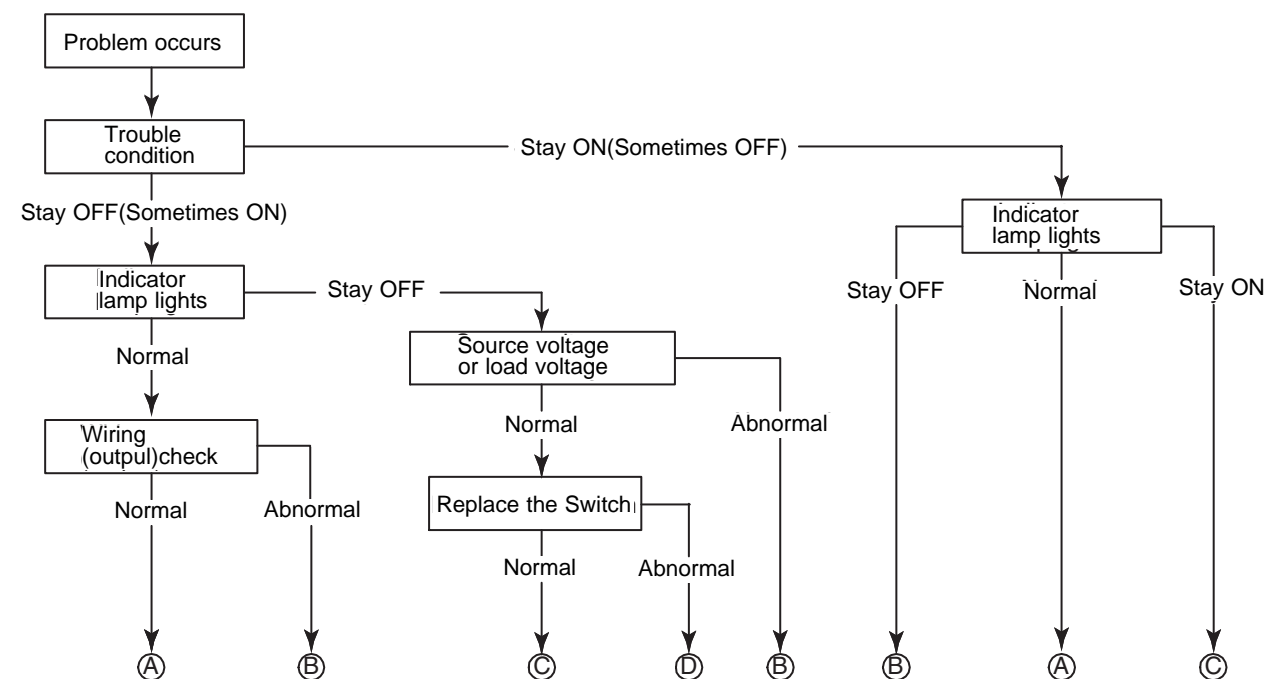 Problem occurs
Trouble
condition
Stay ON(Sometimes OFF)
Stay OFF(Sometimes ON)
Indicator
lamp lights
Stay OFF
Normal
Stay ON
Indicator
lamp lights
Stay OFF
Normal
Source voltage
or load voltage
Normal
Abnormal
Wiring
(outpul)check
Normal
Abnormal
Replace the Switch
Normal
Abnormal
A
B
C
D
B
B
A
C